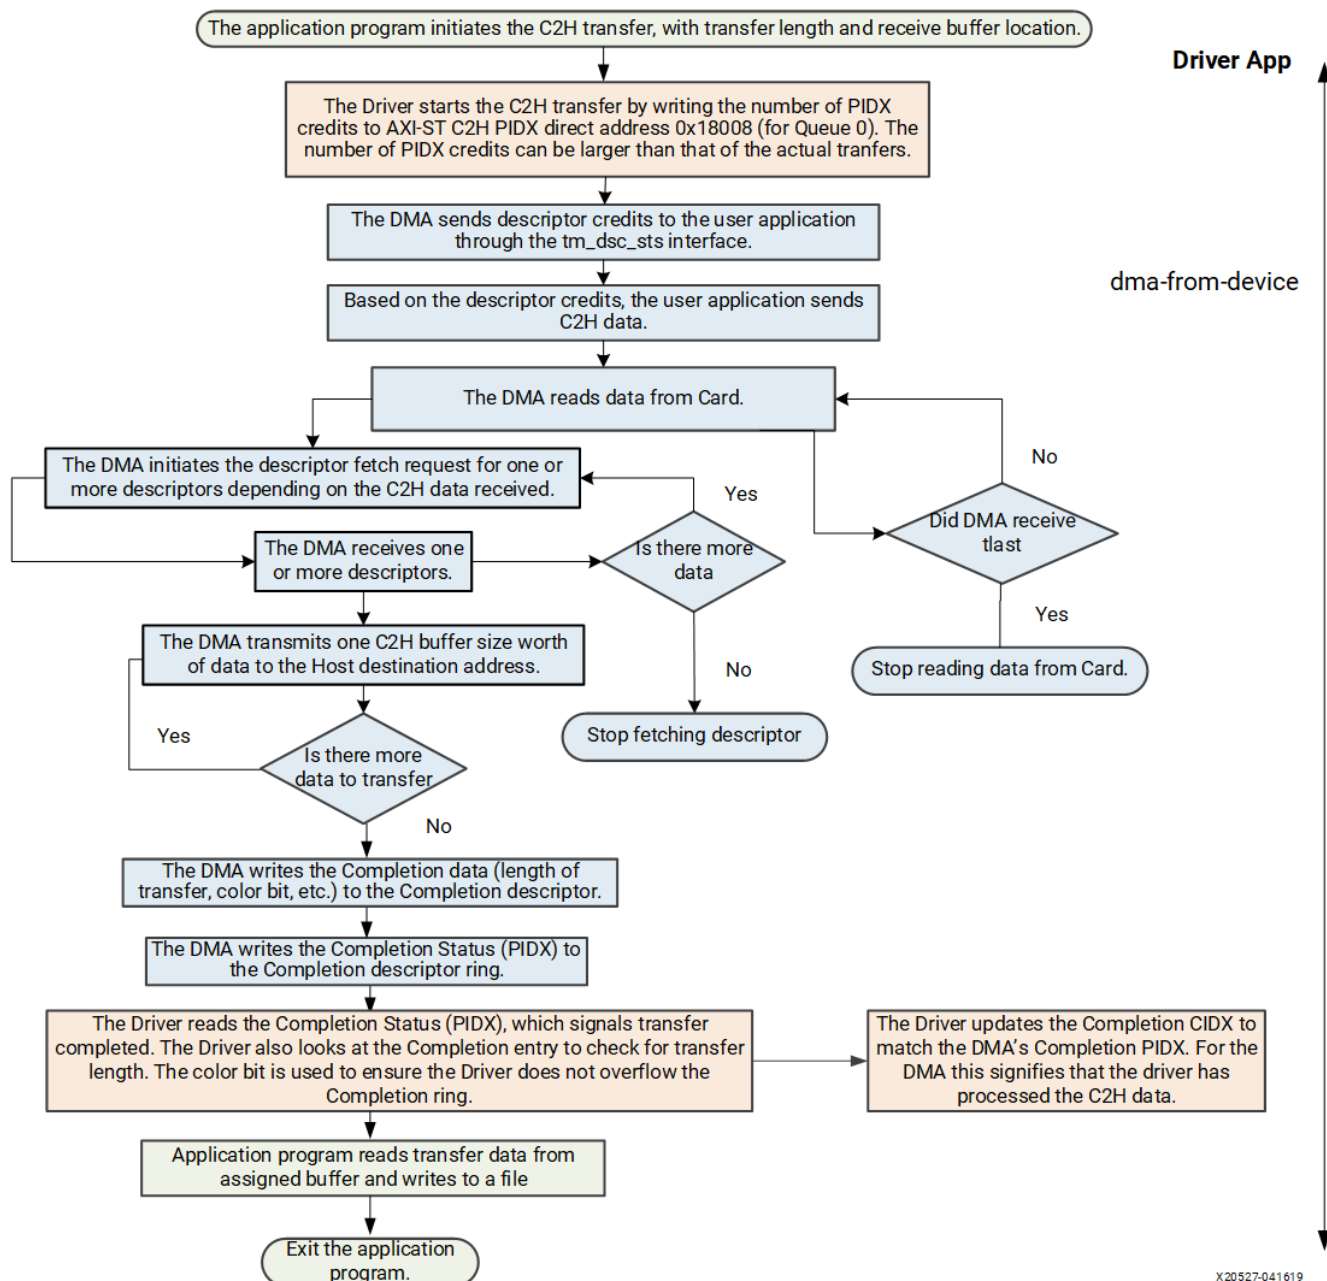 The application program initiates the C2H transfer, with transfer length and receive buffer location.
Driver App
The Driver starts the C2H transfer by writing the number of PIDX
credits to AXI-ST C2H PIDX direct address 0x18008 (for Queue 0). The
number of PIDX credits can be larger than that of the actual tranfers.
The DMA sends descriptor credits to the user application
through the tm_dsc_sts interface.
dma-from-device
Based on the descriptor credits, the user application sends
C2H data.
The DMA reads data from Card.
No
The DMA initiates the descriptor fetch request for one or
more descriptors depending on the C2H data received.
Yes
Did DMA receive
tlast
The DMA receives one
or more descriptors.
Is there more
data
Yes
The DMA transmits one C2H buffer size worth
of data to the Host destination address.
No
Stop reading data from Card.
Yes
Stop fetching descriptor
Is there more
data to transfer
No
The DMA writes the Completion data (length of
transfer, color bit, etc.) to the Completion descriptor.
The DMA writes the Completion Status (PIDX) to
the Completion descriptor ring.
The Driver reads the Completion Status (PIDX), which signals transfer
completed. The Driver also looks at the Completion entry to check for transfer
length. The color bit is used to ensure the Driver does not overflow the
Completion ring.
The Driver updates the Completion CIDX to
match the DMA's Completion PIDX. For the
DMA this signifies that the driver has
processed the C2H data.
Application program reads transfer data from
assigned buffer and writes to a file
Exit the application
program.
X20527-041619